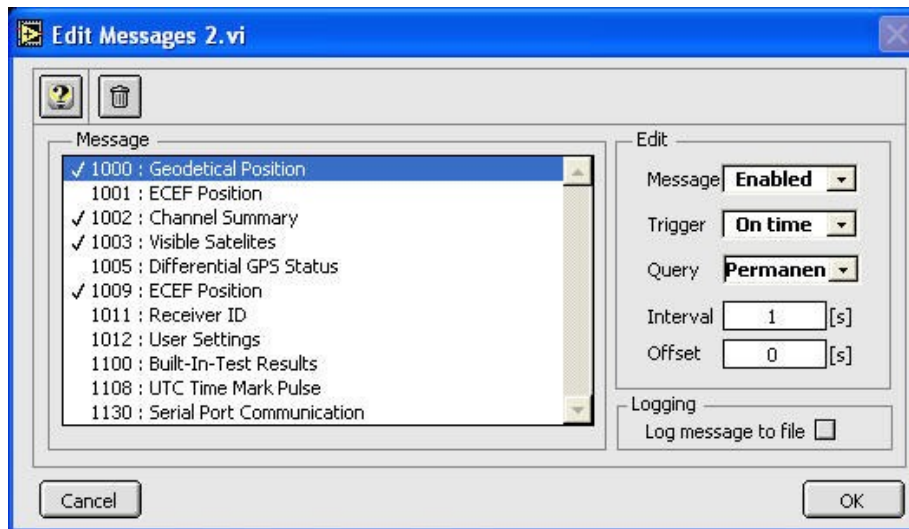 Edit Messages 2.vi
Message
✓ 1000 : Geodetical Position
1001 : ECEF Position
✓ 1002 : Channel Summary
✓ 1003 : Visible Satelites
1005 : Differential GPS Status
✓ 1009 : ECEF Position
1011 : Receiver ID
1012 : User Settings
1100 : Built-In-Test Results
1108 : UTC Time Mark Pulse
1130 : Serial Port Communication
Edit
Message Enabled
Trigger On time
Query Permanen
Interval 1 [s]
Offset 0 [s]
Logging
Log message to file
Cancel
OK